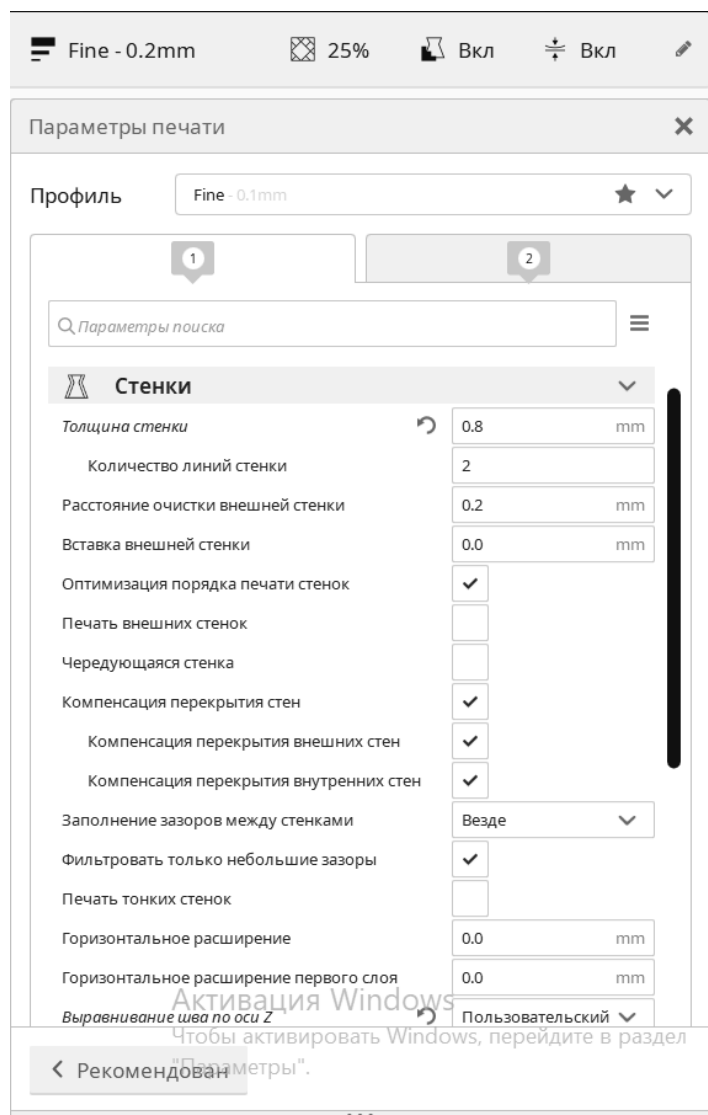 Fine - 0.2mm 25% Вкл Вкл
Параметры печати
Профиль Fine - 0.1mm
1 2
Параметры поиска
Стенки
Толщина стенки 0.8 mm
Количество линий стенки 2
Расстояние очистки внешней стенки 0.2 mm
Вставка внешней стенки 0.0 mm
Оптимизация порядка печати стенок
Печать внешних стенок
Чередующаяся стенка
Компенсация перекрытия стен
Компенсация перекрытия внешних стен
Компенсация перекрытия внутренних стен
Заполнение зазоров между стенками Везде
Фильтровать только небольшие зазоры
Печать тонких стенок
Горизонтальное расширение 0.0 mm
Горизонтальное расширение первого слоя 0.0 mm
Активация Windows
Выравнивание шва по оси Z Пользовательский
Чтобы активировать Windows, перейдите в раздел
"Параметры".
Рекомендован